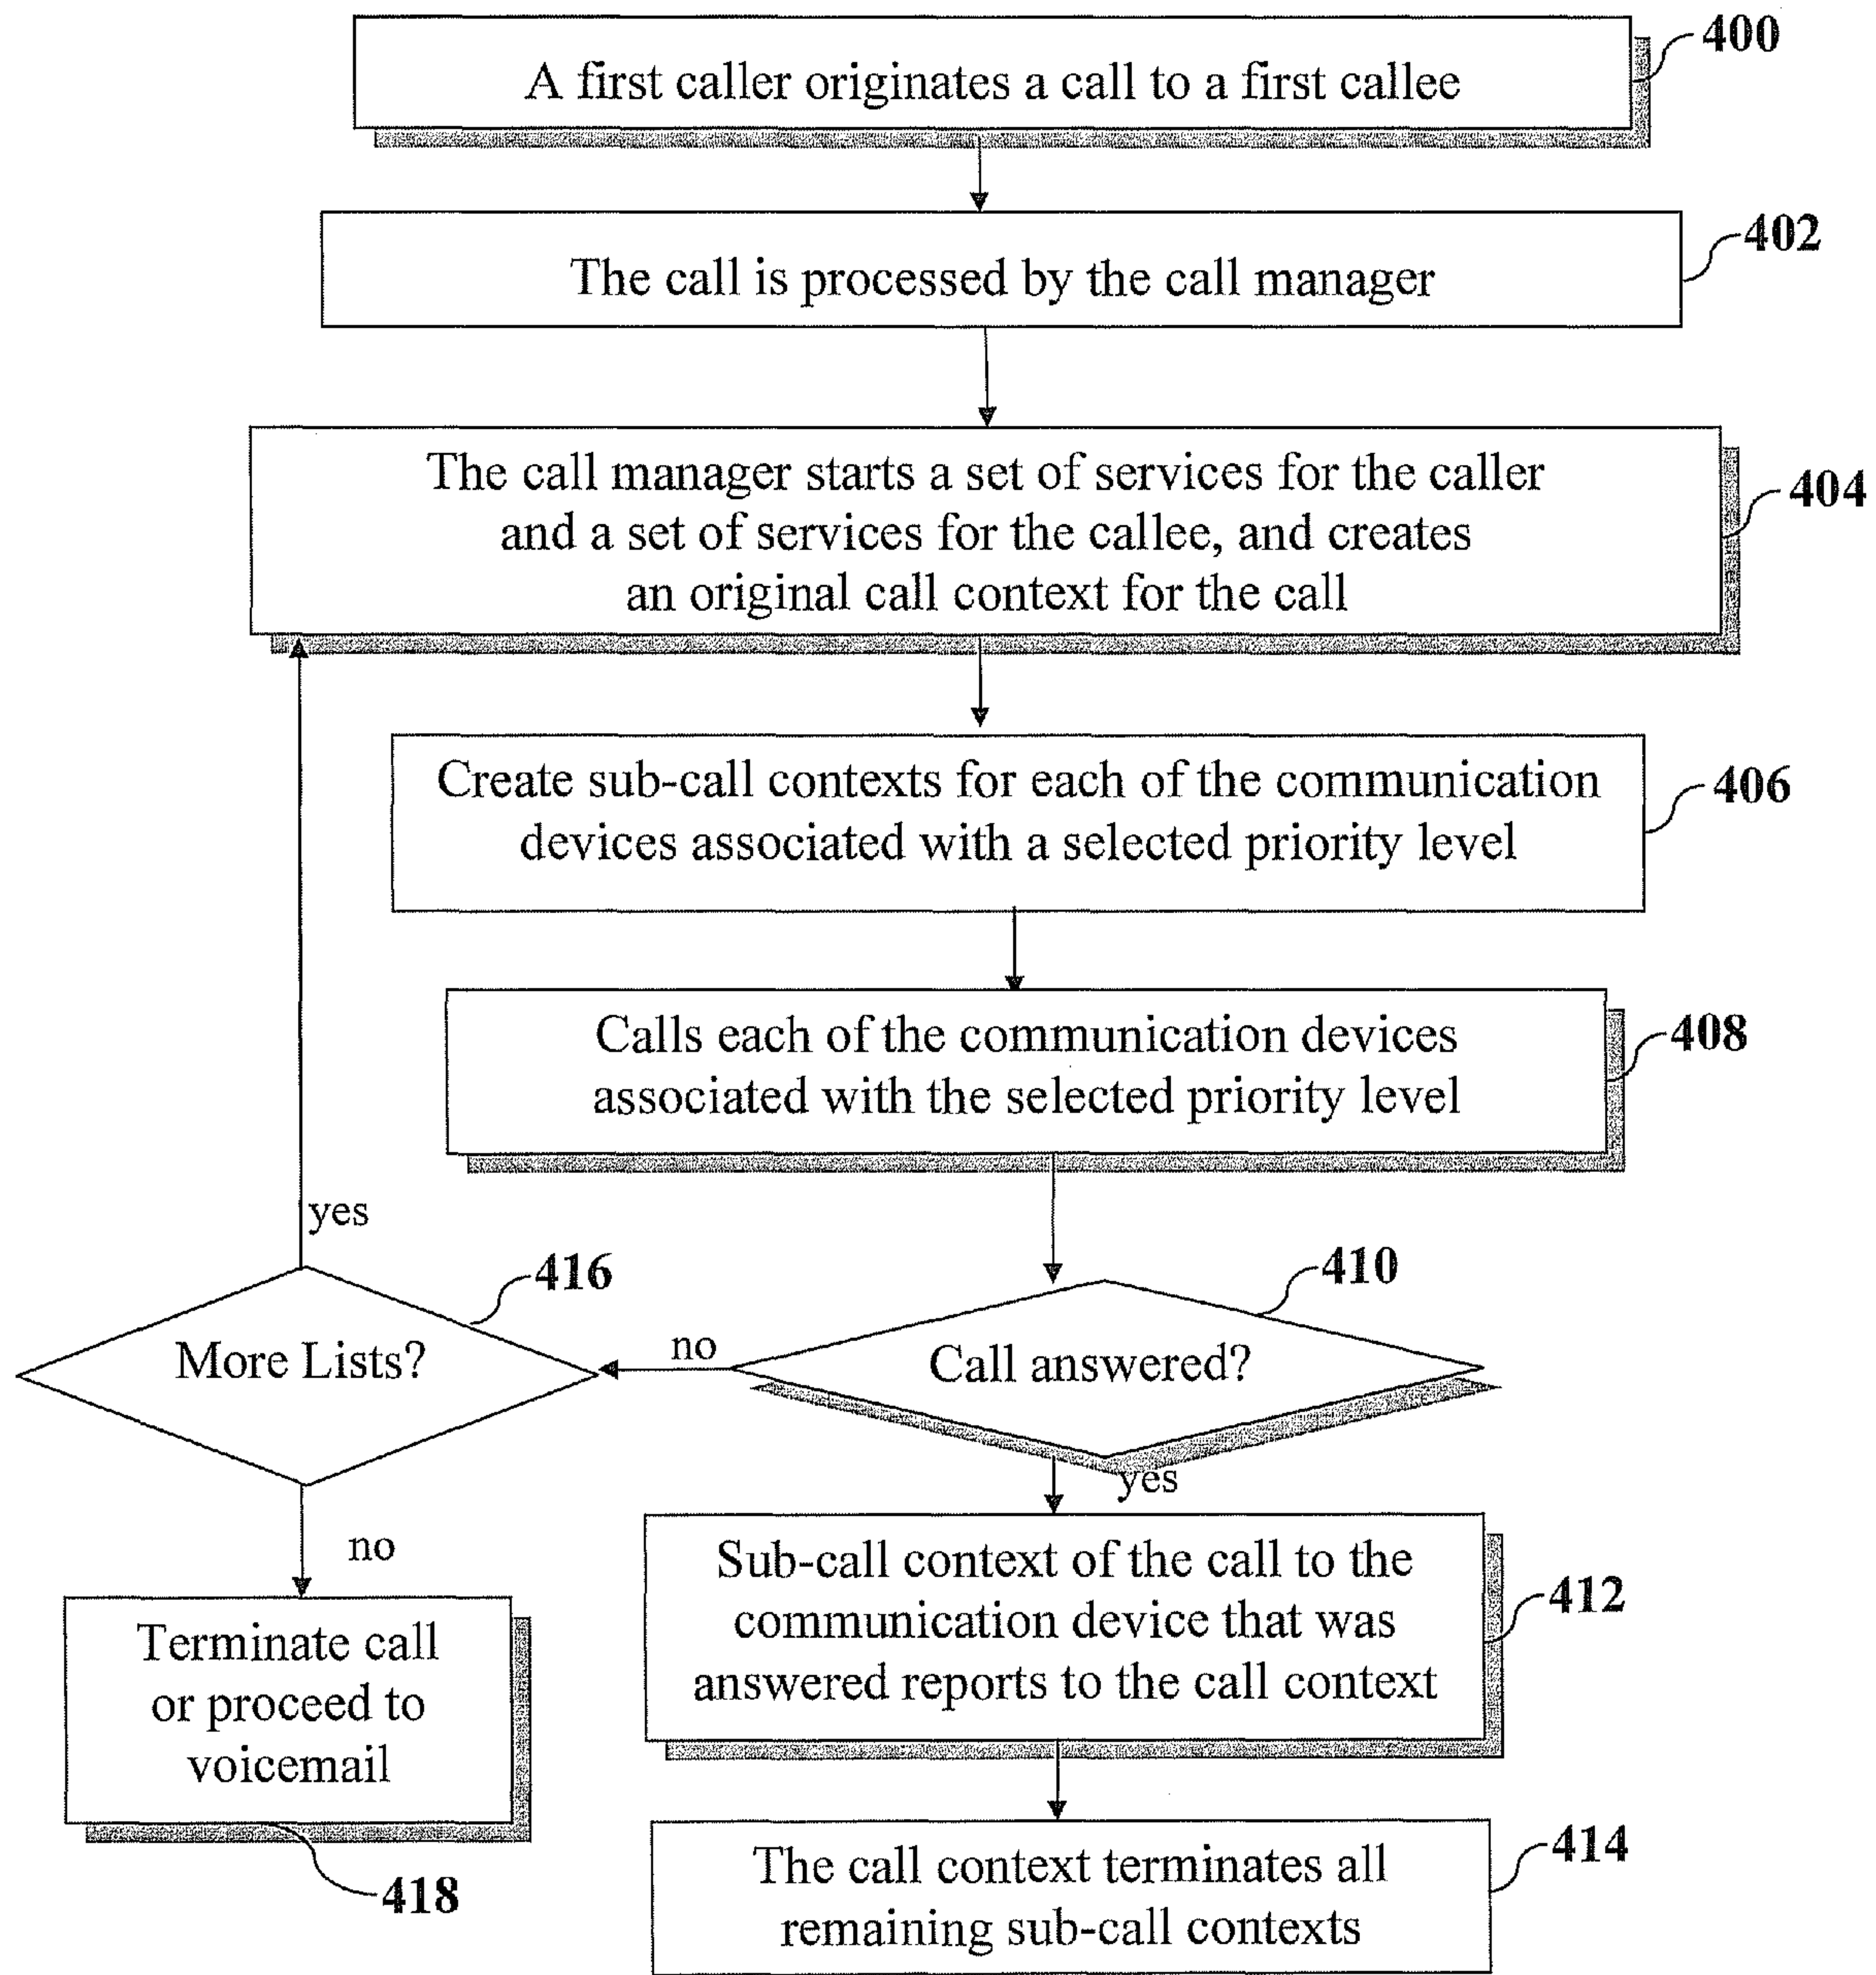 A first caller originates a call to a first callee
400
The call is processed by the call manager
402
The call manager starts a set of services for the caller
and a set of services for the callee, and creates
an original call context for the call
404
Create sub-call contexts for each of the communication
devices associated with a selected priority level
406
Calls each of the communication devices
associated with the selected priority level
408
yes
416
More Lists?
no
410
Call answered?
yes
no
Sub-call context of the call to the
communication device that was
answered reports to the call context
412
Terminate call
or proceed to
voicemail
418
The call context terminates all
remaining sub-call contexts
414